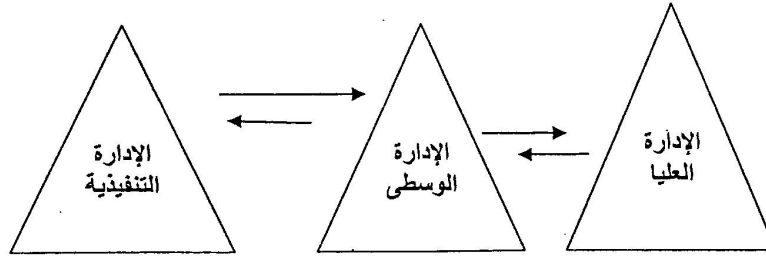 الإدارة
العليا
الإدارة
الوسطى
الإدارة
التنفيذية